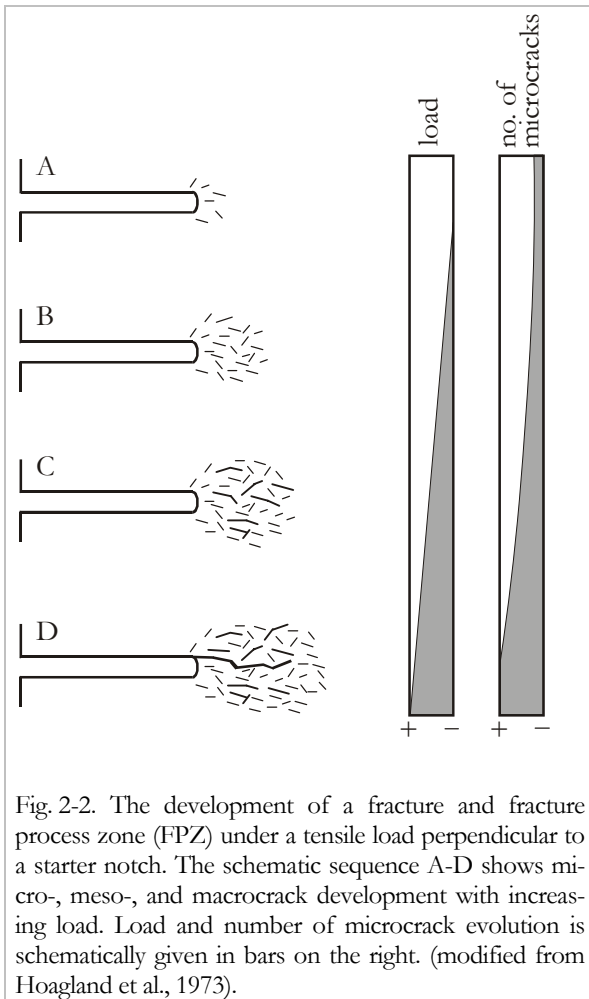 load
no. of
microcracks
A
B
C
D
+ − + −
Fig. 2-2. The development of a fracture and fracture
process zone (FPZ) under a tensile load perpendicular to
a starter notch. The schematic sequence A-D shows mi-
cro-, meso-, and macrocrack development with increas-
ing load. Load and number of microcrack evolution is
schematically given in bars on the right. (modified from
Hoagland et al., 1973).